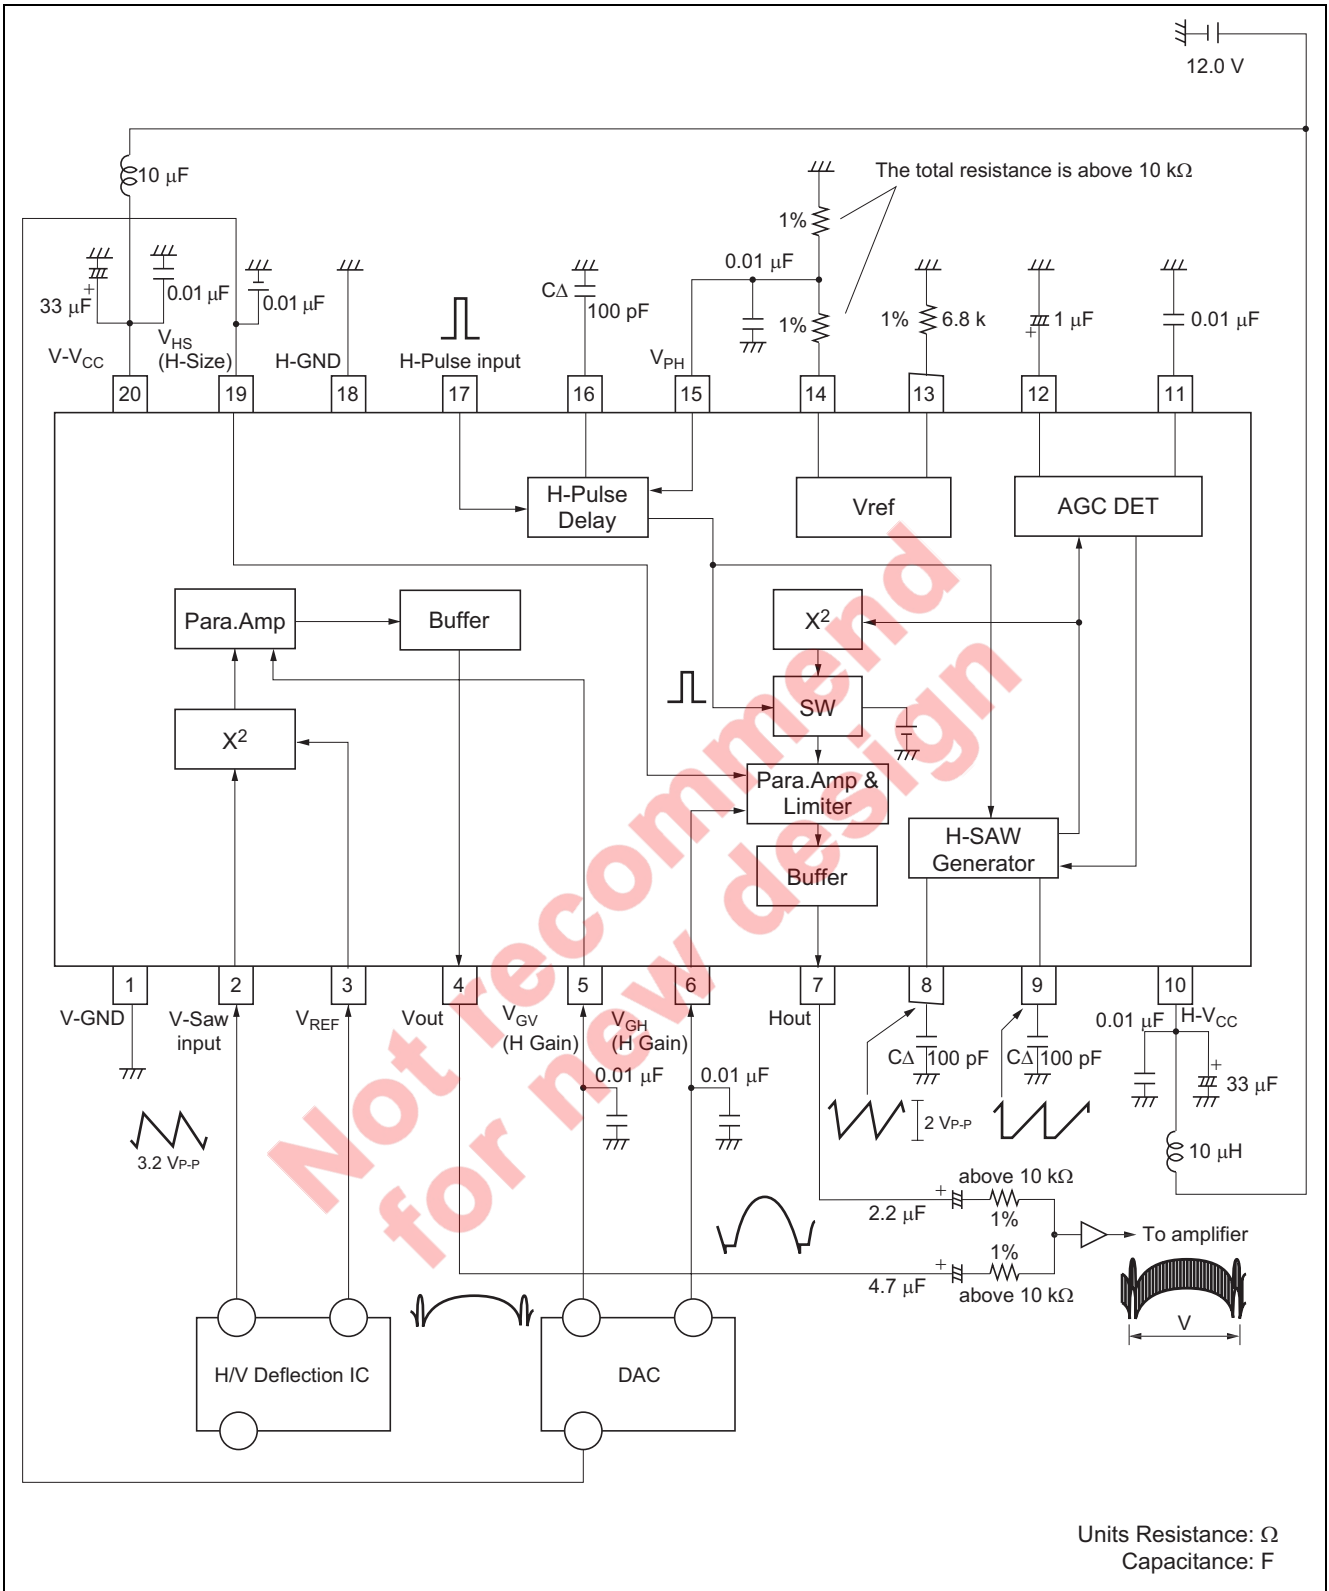 12.0 V
10 µF
The total resistance is above 10 kΩ
1%
0.01 µF
33 µF
+
0.01 µF
0.01 µF
CΔ
100 pF
1%
1%
6.8 k
1 µF
+
0.01 µF
V-VCC
VHS
(H-Size)
H-GND
H-Pulse input
VPH
20
19
18
17
16
15
14
13
12
11
H-Pulse
Delay
Vref
AGC DET
Para.Amp
Buffer
X2
SW
X2
Para.Amp &
Limiter
H-SAW
Generator
Buffer
Not recommend
for new design
1
2
3
4
5
6
7
8
9
10
V-GND
V-Saw
input
VREF
Vout
VGV
(H Gain)
VGH
(H Gain)
Hout
0.01 µF
H-VCC
CΔ
100 pF
CΔ
100 pF
+
33 µF
0.01 µF
0.01 µF
3.2 VP-P
2 VP-P
10 µH
above 10 kΩ
+
2.2 µF
1%
To amplifier
1%
+
4.7 µF
above 10 kΩ
V
H/V Deflection IC
DAC
Units Resistance: Ω
Capacitance: F